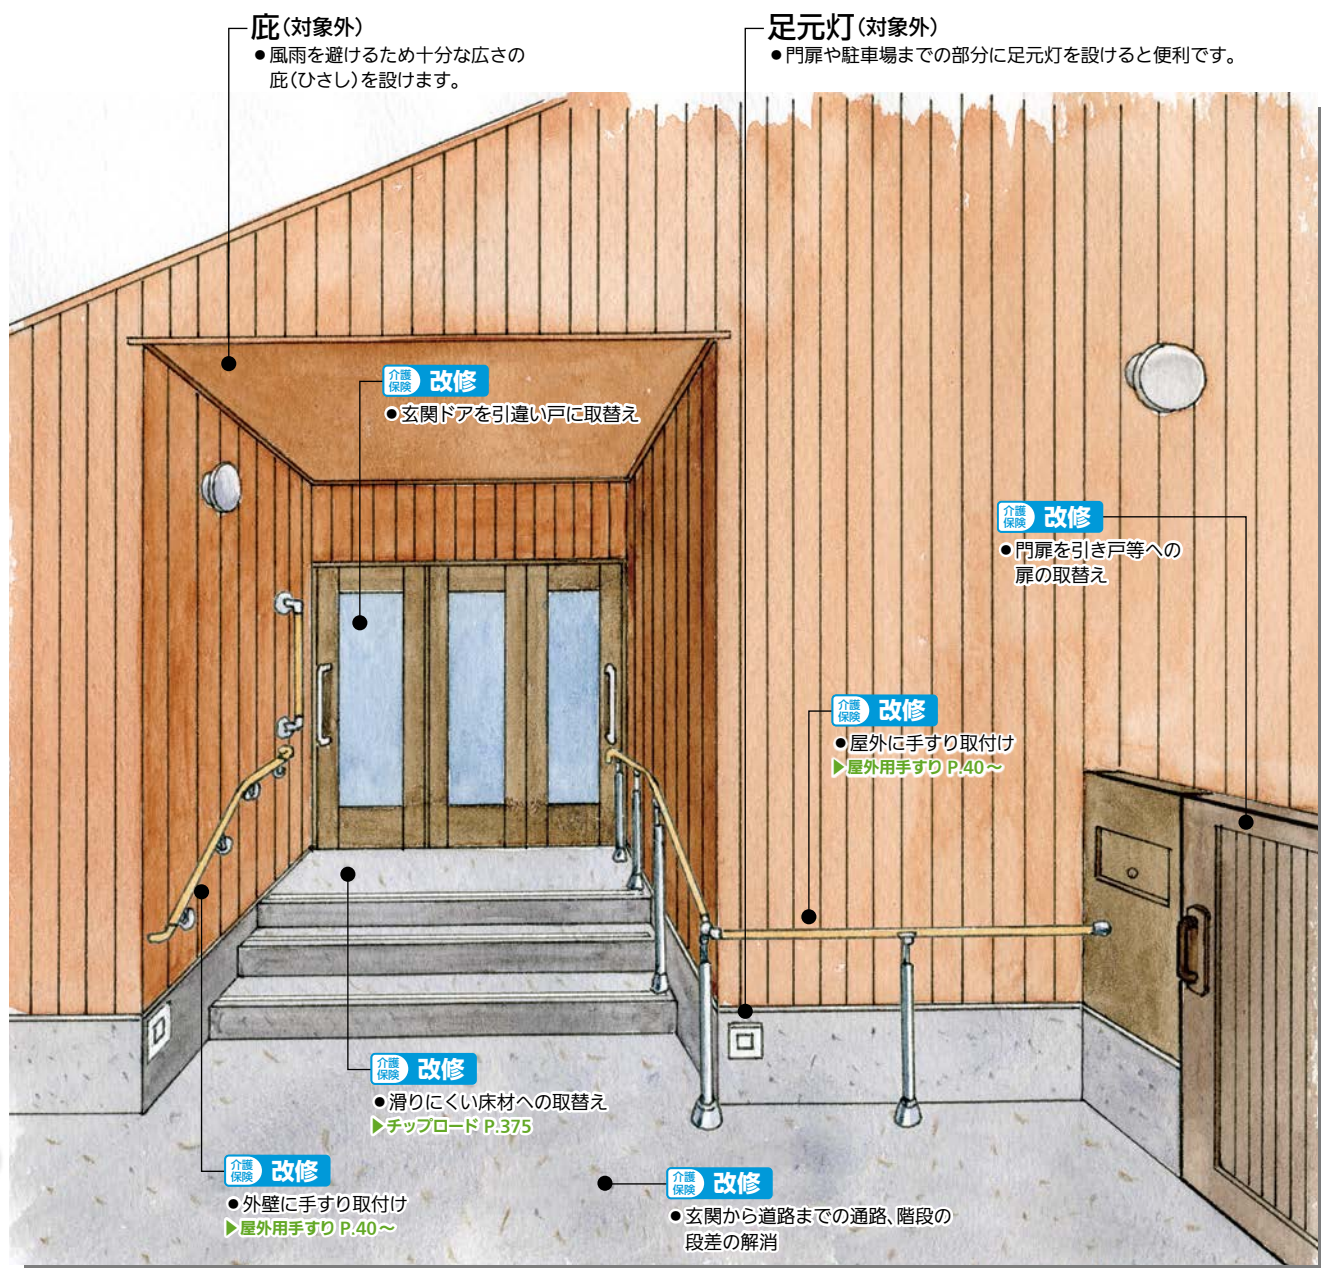 庇(対象外)
●風雨を避けるため十分な広さの
庇(ひさし)を設けます。
足元灯(対象外)
●門扉や駐車場までの部分に足元灯を設けると便利です。
介護保険 改修
●玄関ドアを引違い戸に取替え
介護保険 改修
●門扉を引き戸等への
扉の取替え
介護保険 改修
●屋外に手すり取付け
▶屋外用手すり P.40〜
介護保険 改修
●滑りにくい床材への取替え
▶チップロード P.375
介護保険 改修
●外壁に手すり取付け
▶屋外用手すり P.40〜
介護保険 改修
●玄関から道路までの通路、階段の
段差の解消